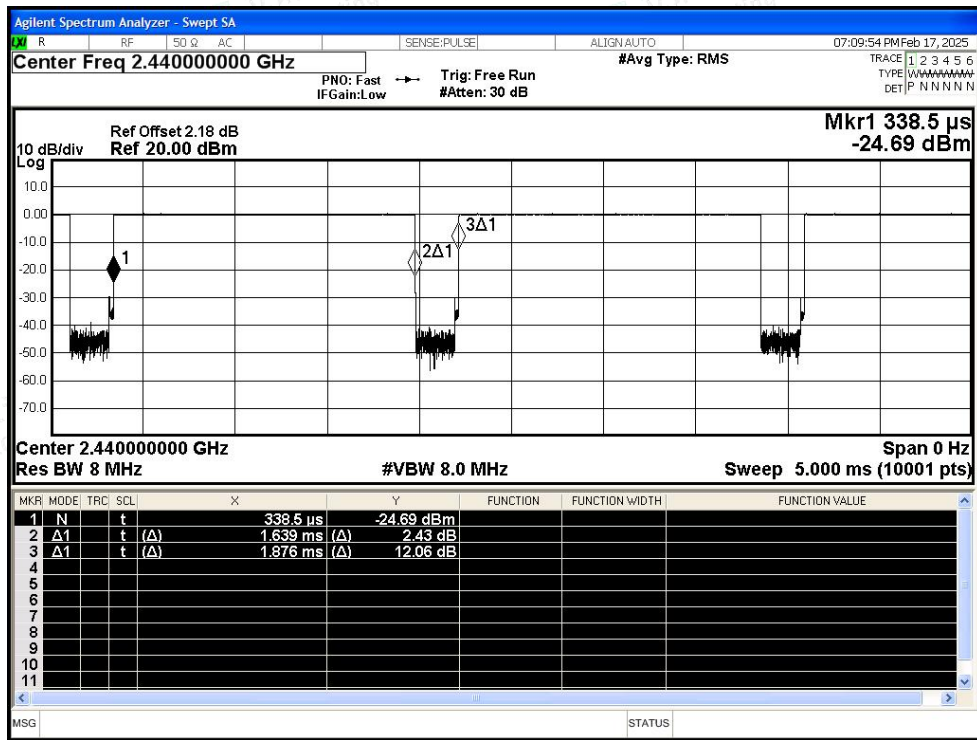 Agilent Spectrum Analyzer - Swept SA
LXI R RF 50 Ω AC SENSE:PULSE ALIGN AUTO 07:09:54 PM Feb 17, 2025
Center Freq 2.440000000 GHz #Avg Type: RMS TRACE 1 2 3 4 5 6
PNO: Fast Trig: Free Run TYPE WWWWWW
IFGain:Low #Atten: 30 dB DET P N N N N N
Mkr1 338.5 µs
Ref Offset 2.18 dB
10 dB/div Ref 20.00 dBm -24.69 dBm
Log
10.0
0.00
3Δ1
-10.0
2Δ1
1
-20.0
-30.0
-40.0
-50.0
-60.0
-70.0
Center 2.440000000 GHz Span 0 Hz
Res BW 8 MHz #VBW 8.0 MHz Sweep 5.000 ms (10001 pts)
MKR MODE TRC SCL X Y FUNCTION FUNCTION WIDTH FUNCTION VALUE
1 N t 338.5 µs -24.69 dBm
2 Δ1 t (Δ) 1.639 ms (Δ) 2.43 dB
3 Δ1 t (Δ) 1.876 ms (Δ) 12.06 dB
4
5
6
7
8
9
10
11
MSG STATUS